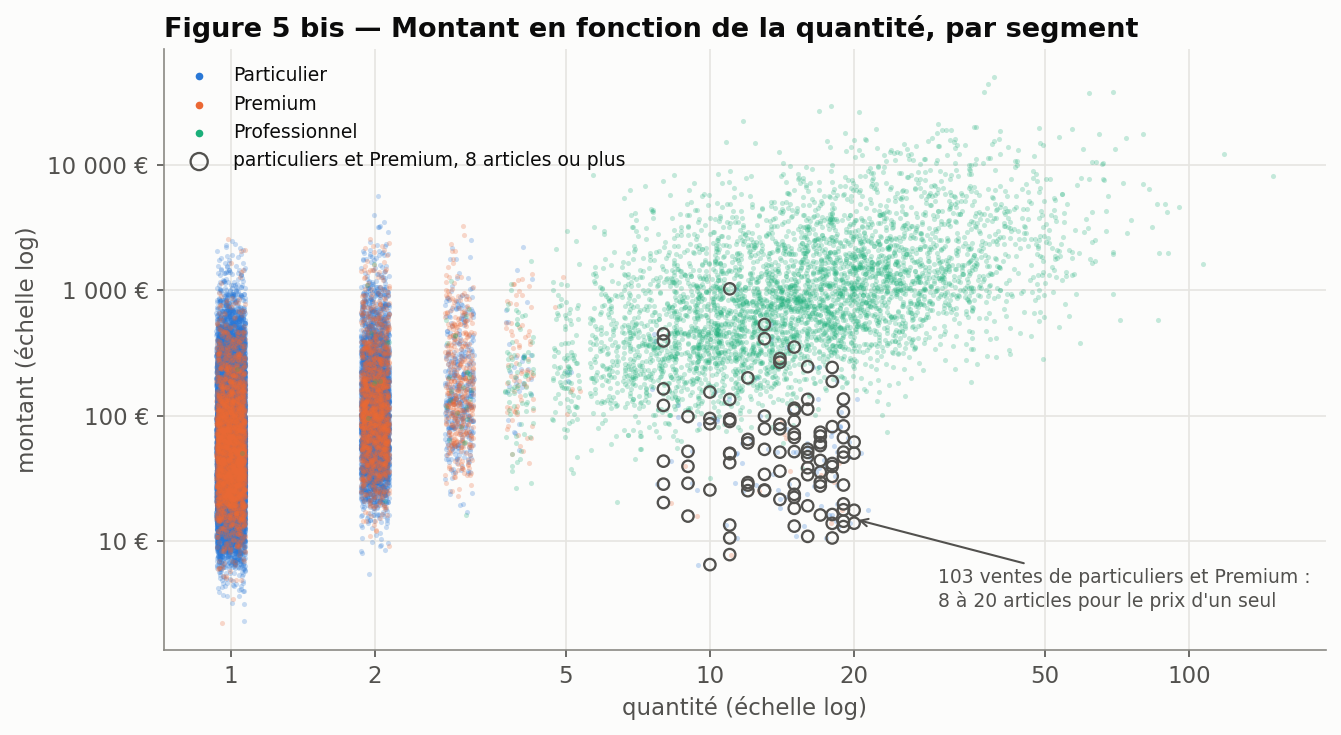 Figure 5 bis — Montant en fonction de la quantité, par segment
Particulier
Premium
Professionnel
particuliers et Premium, 8 articles ou plus
10 000 €
1 000 €
100 €
10 €
montant (échelle log)
103 ventes de particuliers et Premium :
8 à 20 articles pour le prix d'un seul
1 2 5 10 20 50 100
quantité (échelle log)